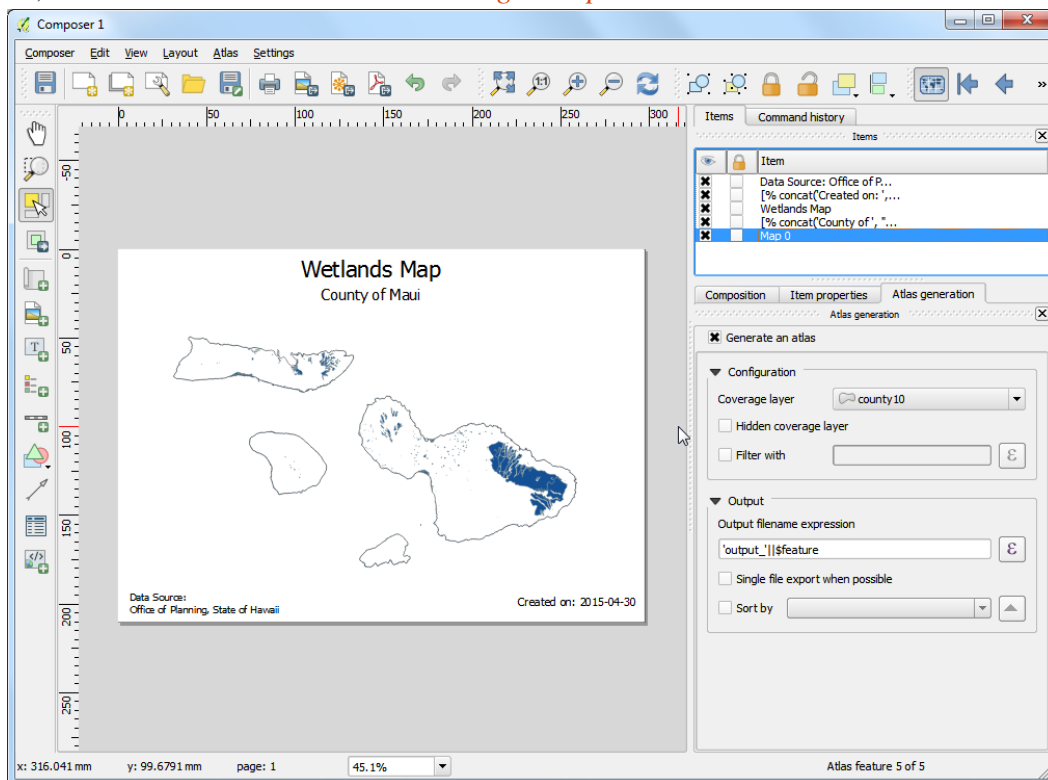 Composer 1
Composer Edit View Layout Atlas Settings
1:1
»
0 50 100 150 200 250 300
-50
0
50
100
150
200
250
Items Command history
Items
Item
Data Source: Office of P...
[% concat('Created on: ',...
Wetlands Map
[% concat('County of ', "...
Map 0
Composition Item properties Atlas generation
Atlas generation
Generate an atlas
Configuration
Coverage layer county10
Hidden coverage layer
Filter with ε
Output
Output filename expression
'output_'||$feature ε
Single file export when possible
Sort by
Wetlands Map
County of Maui
Data Source:
Office of Planning, State of Hawaii
Created on: 2015-04-30
x: 316.041 mm y: 99.6791 mm page: 1 45.1% Atlas feature 5 of 5